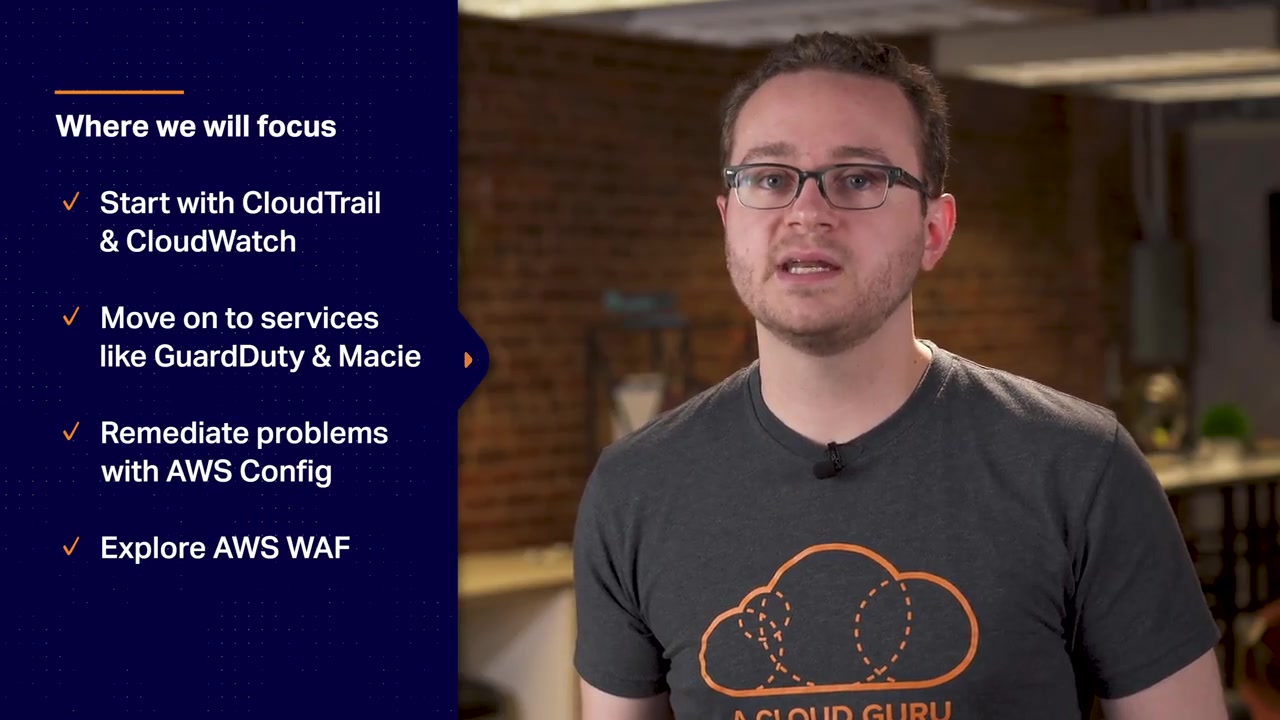 Where we will focus
Start with CloudTrail
& CloudWatch
Move on to services
like GuardDuty & Macie
Remediate problems
with AWS Config
Explore AWS WAF
A CLOUD GURU